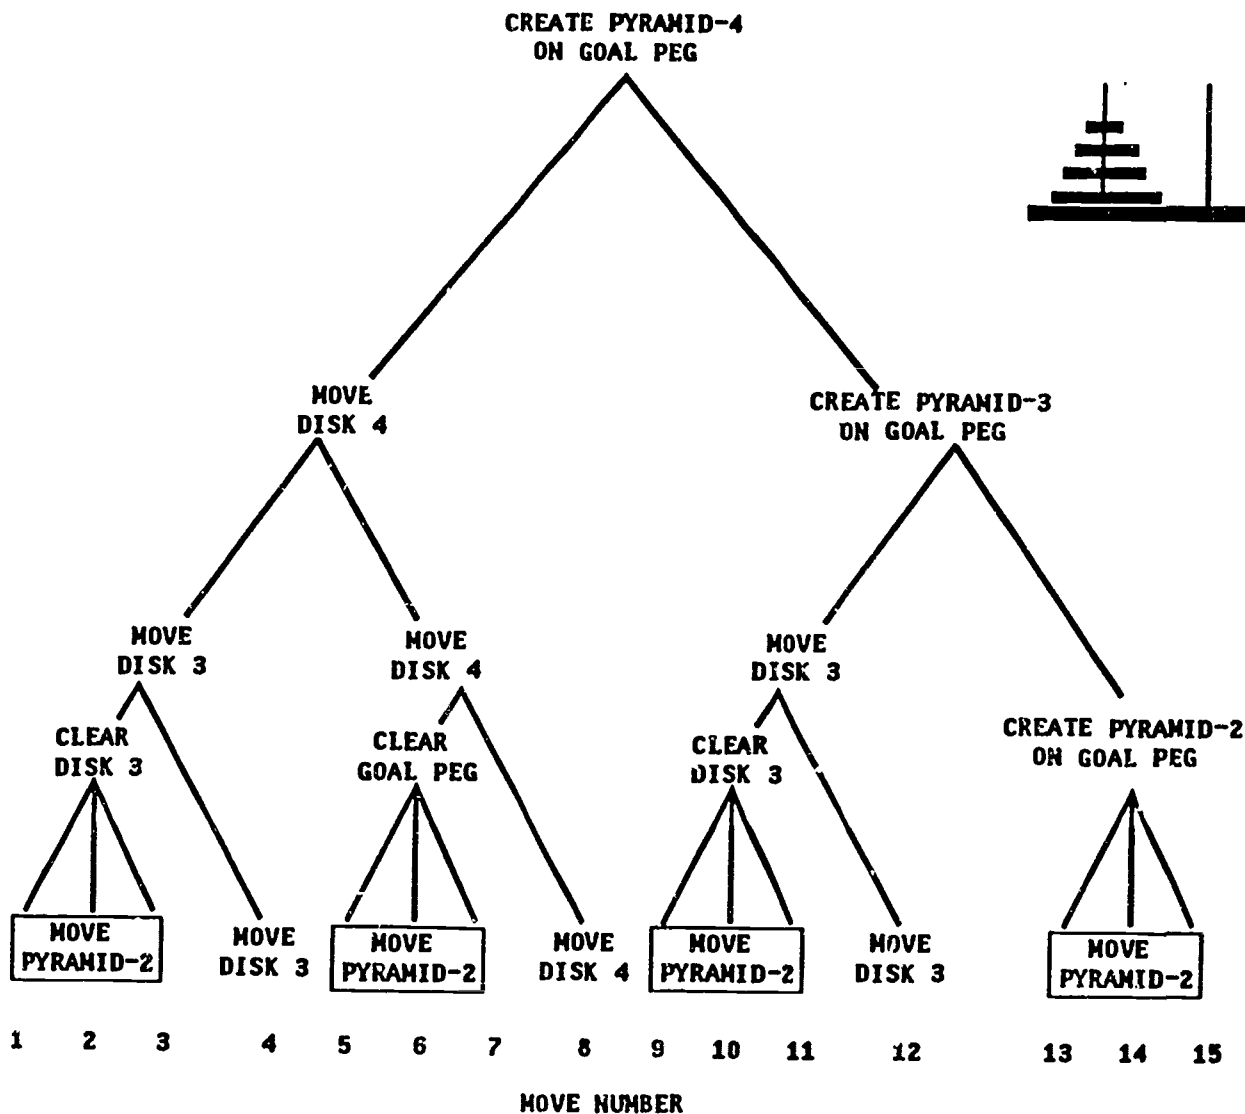 CREATE PYRAMID-4
ON GOAL PEG
MOVE
DISK 4
CREATE PYRAMID-3
ON GOAL PEG
MOVE
DISK 3
MOVE
DISK 4
MOVE
DISK 3
CLEAR
DISK 3
CLEAR
GOAL PEG
CLEAR
DISK 3
CREATE PYRAMID-2
ON GOAL PEG
MOVE
PYRAMID-2
MOVE
DISK 3
MOVE
PYRAMID-2
MOVE
DISK 4
MOVE
PYRAMID-2
MOVE
DISK 3
MOVE
PYRAMID-2
1 2 3 4 5 6 7 8 9 10 11 12 13 14 15
MOVE NUMBER